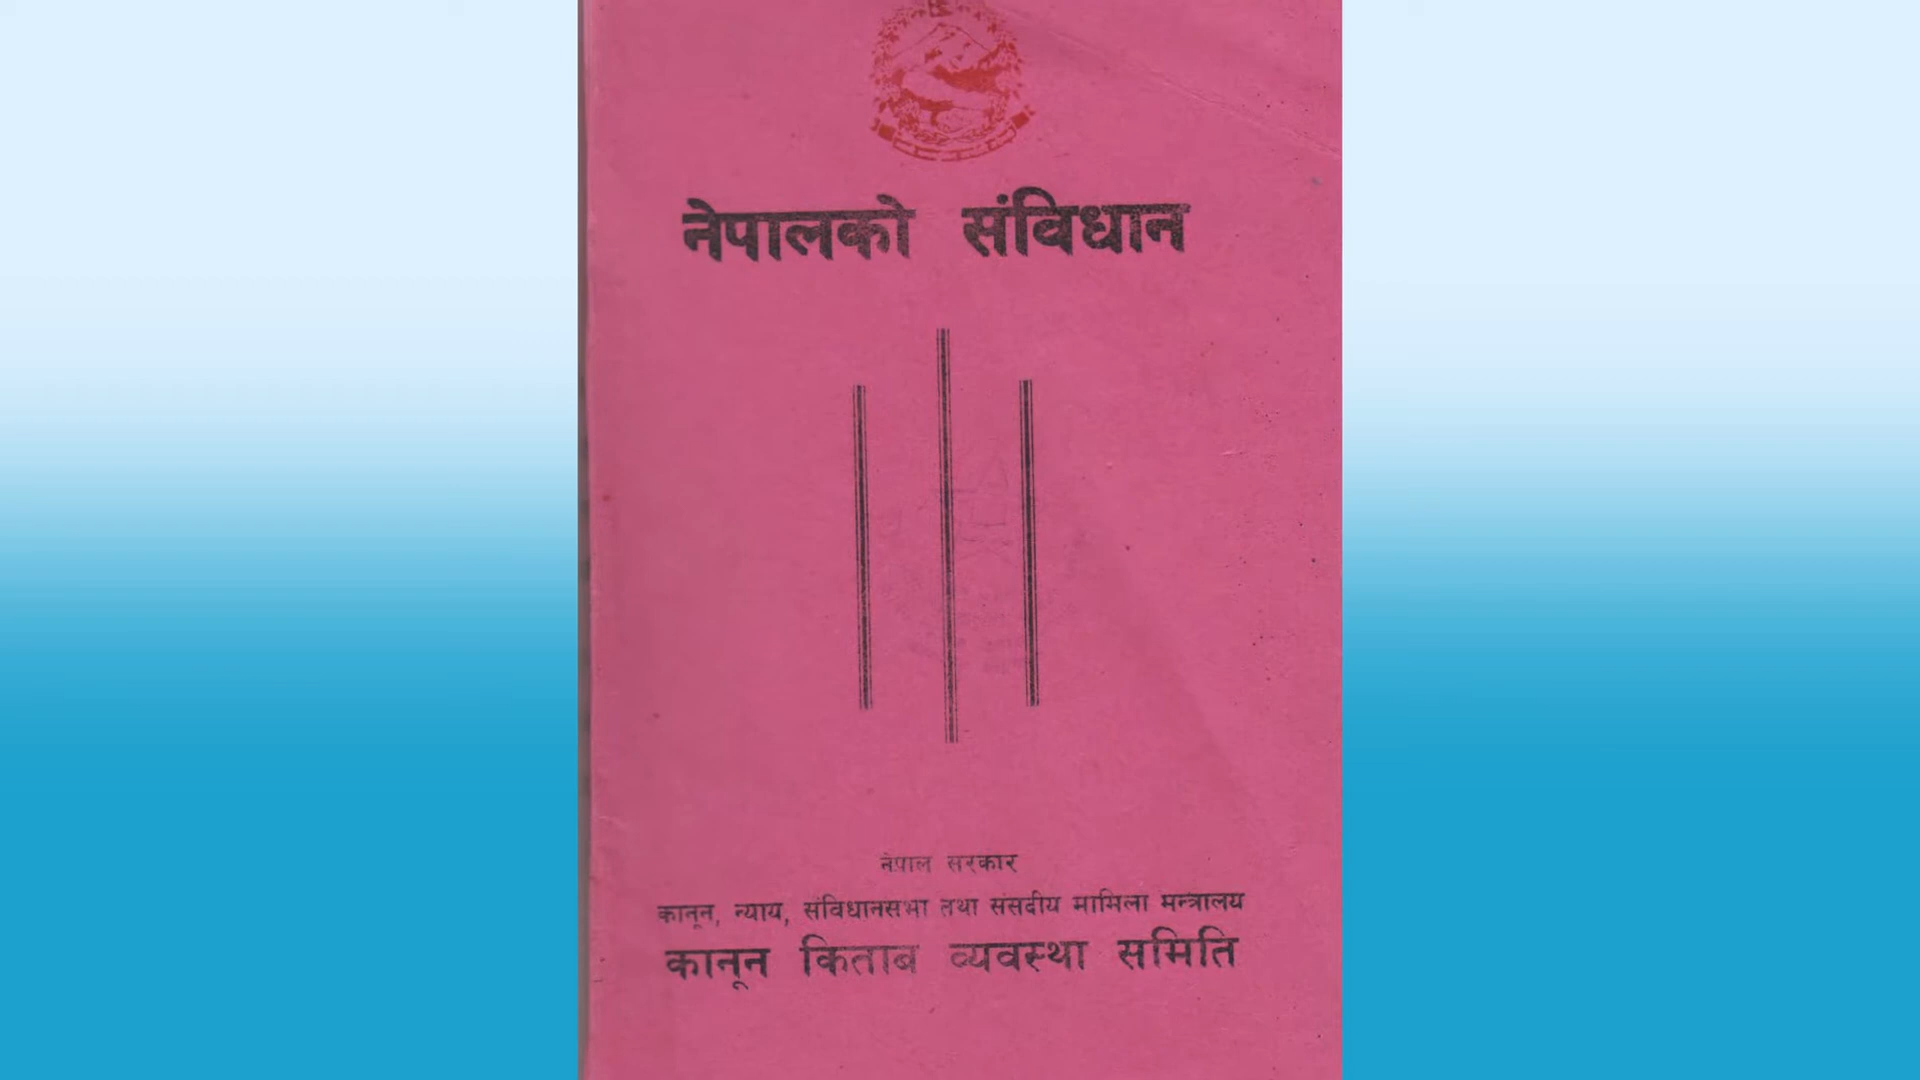 नेपालको संविधान
नेपाल सरकार
कानून, न्याय, संविधानसभा तथा संसदीय मामिला मन्त्रालय
कानून किताब व्यवस्था समिति